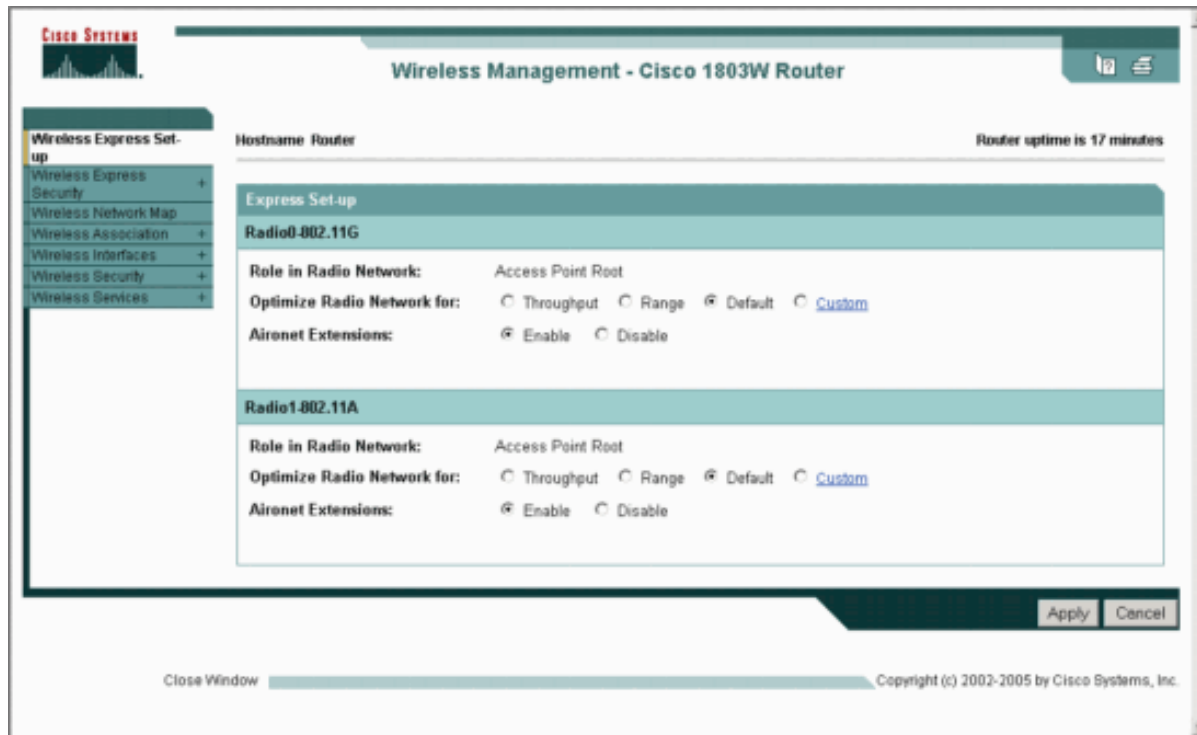 CISCO SYSTEMS
Wireless Management - Cisco 1803W Router
Wireless Express Set-
up
Wireless Express
Security +
Wireless Network Map
Wireless Association +
Wireless Interfaces +
Wireless Security +
Wireless Services +
Hostname Router
Router uptime is 17 minutes
Express Set-up
Radio0-802.11G
Role in Radio Network: Access Point Root
Optimize Radio Network for: Throughput Range Default Custom
Aironet Extensions: Enable Disable
Radio1-802.11A
Role in Radio Network: Access Point Root
Optimize Radio Network for: Throughput Range Default Custom
Aironet Extensions: Enable Disable
Apply Cancel
Close Window
Copyright (c) 2002-2005 by Cisco Systems, Inc.